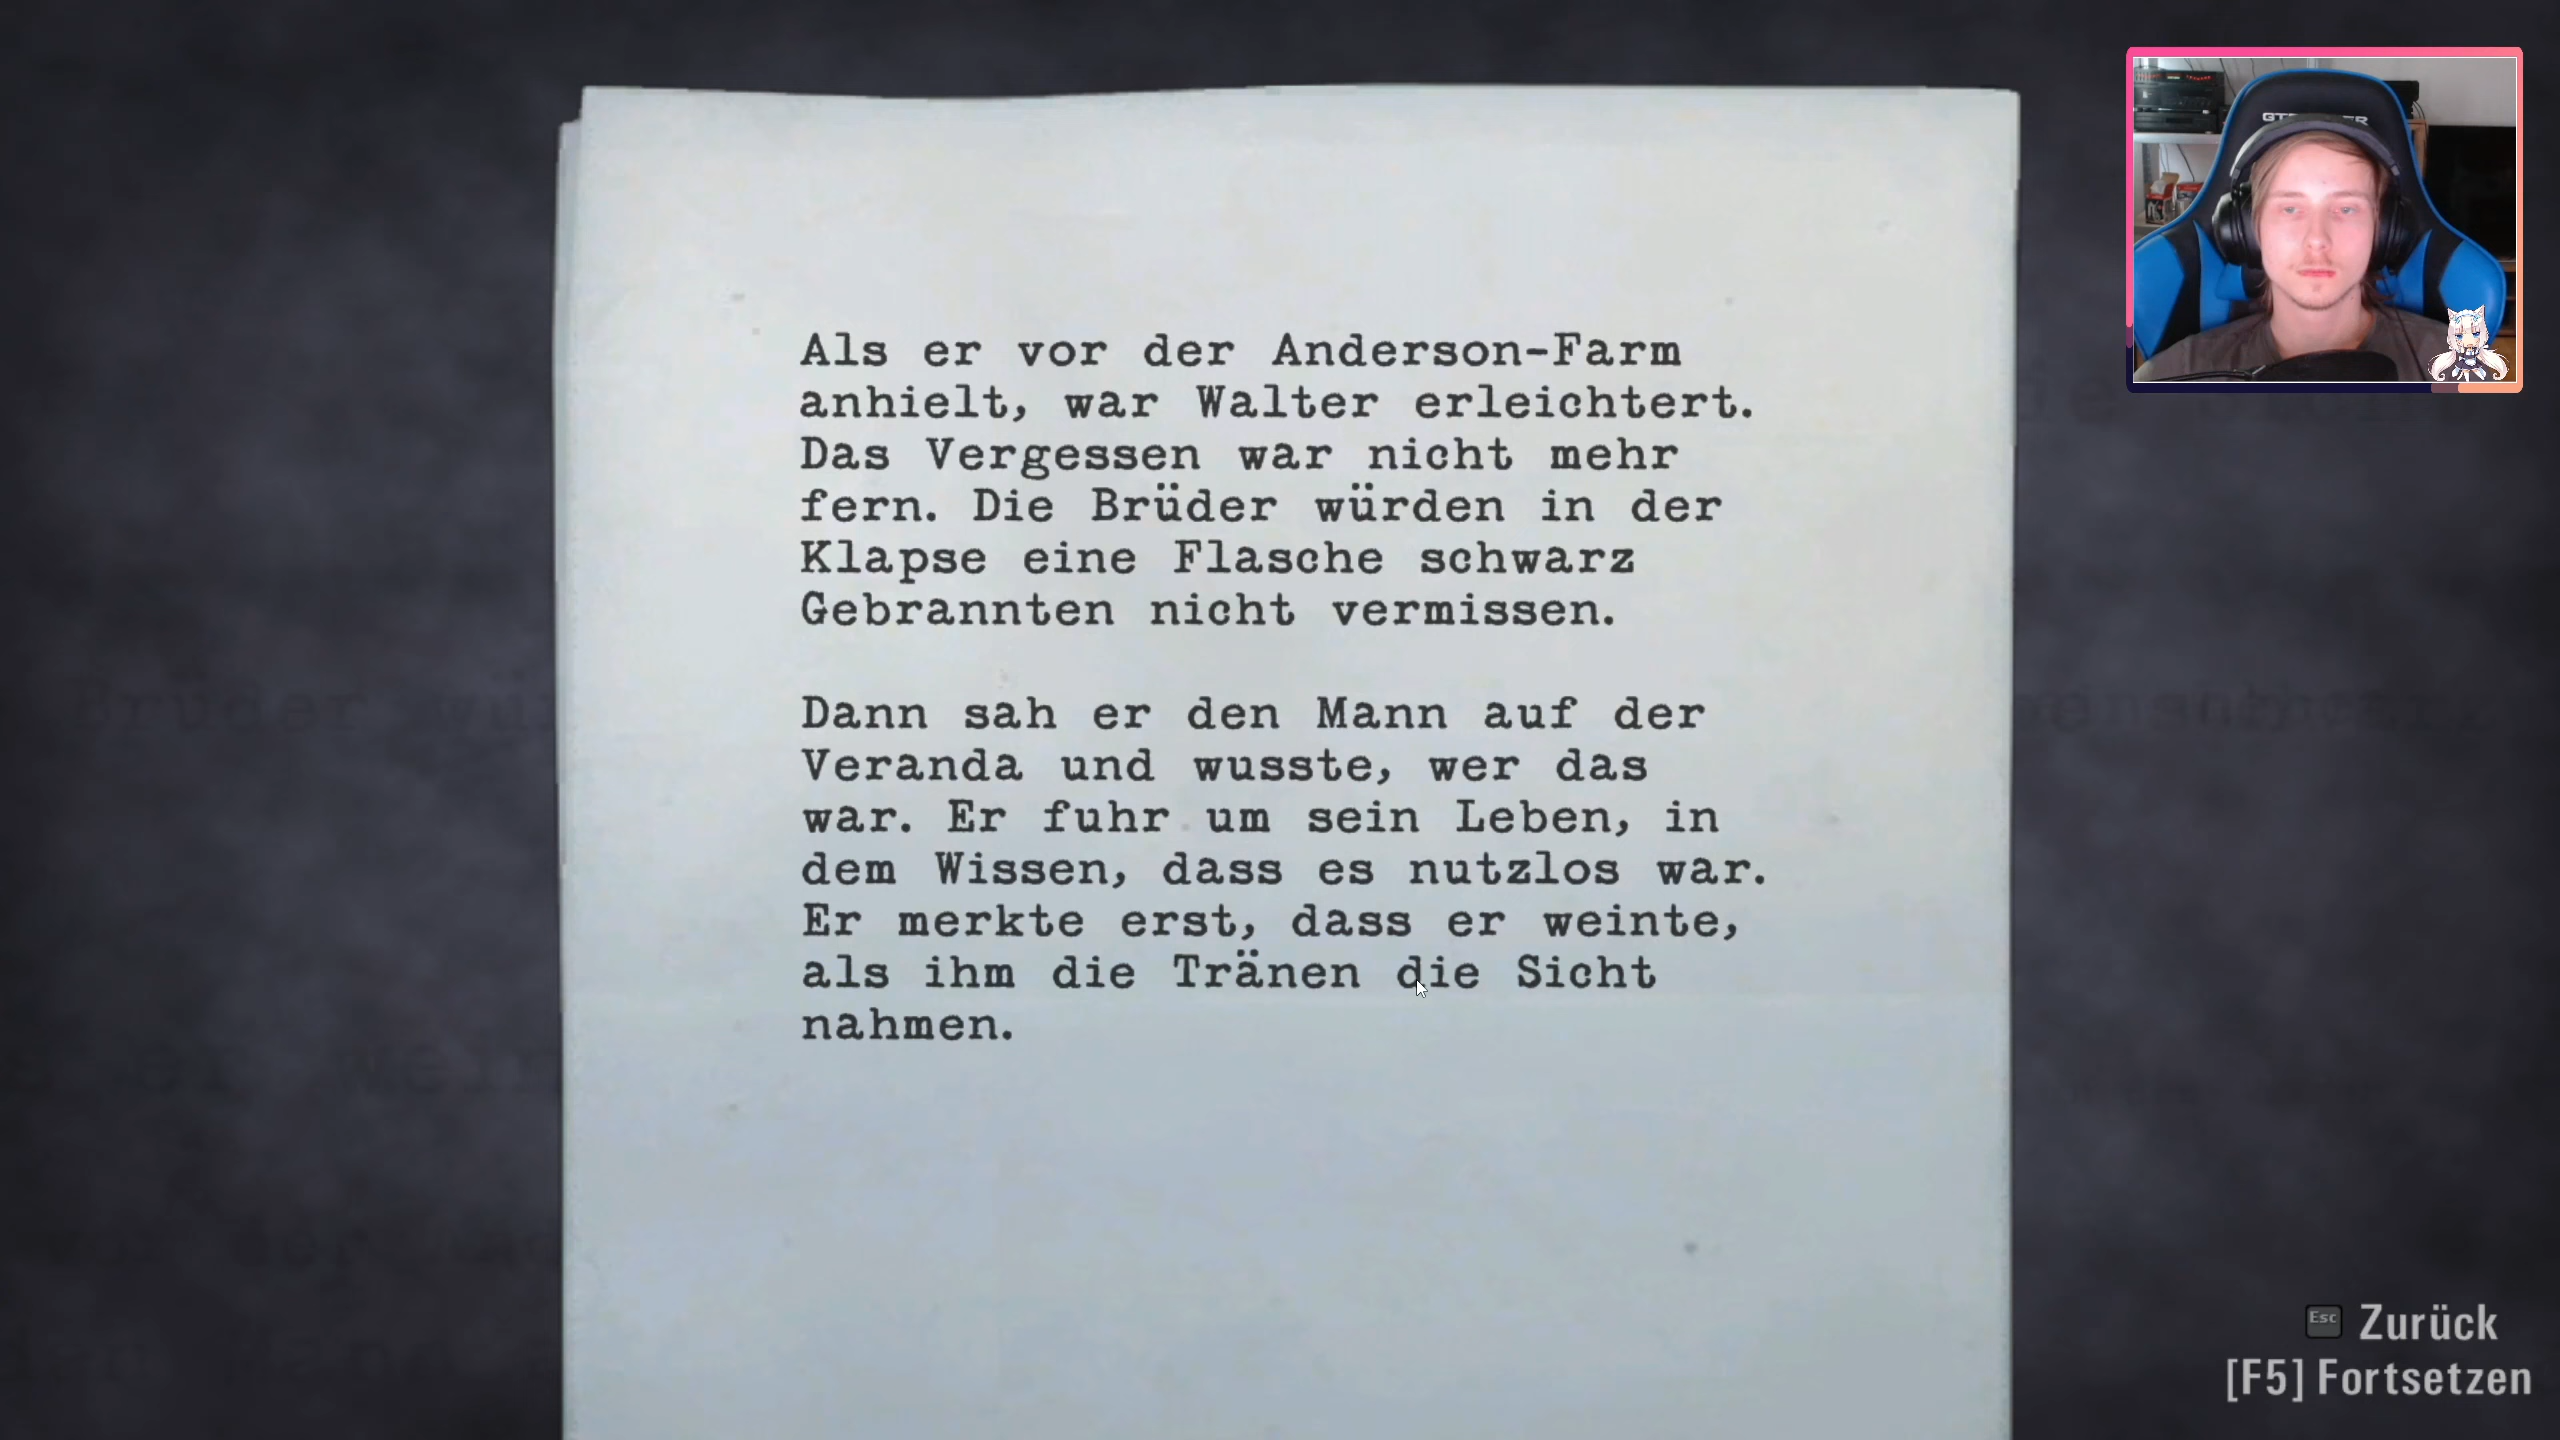 Als er vor der Anderson-Farm
anhielt, war Walter erleichtert.
Das Vergessen war nicht mehr
fern. Die Brüder würden in der
Klapse eine Flasche schwarz
Gebrannten nicht vermissen.
Dann sah er den Mann auf der
Veranda und wusste, wer das
war. Er fuhr um sein Leben, in
dem Wissen, dass es nutzlos war.
Er merkte erst, dass er weinte,
als ihm die Tränen die Sicht
nahmen.
Esc Zurück
[F5] Fortsetzen